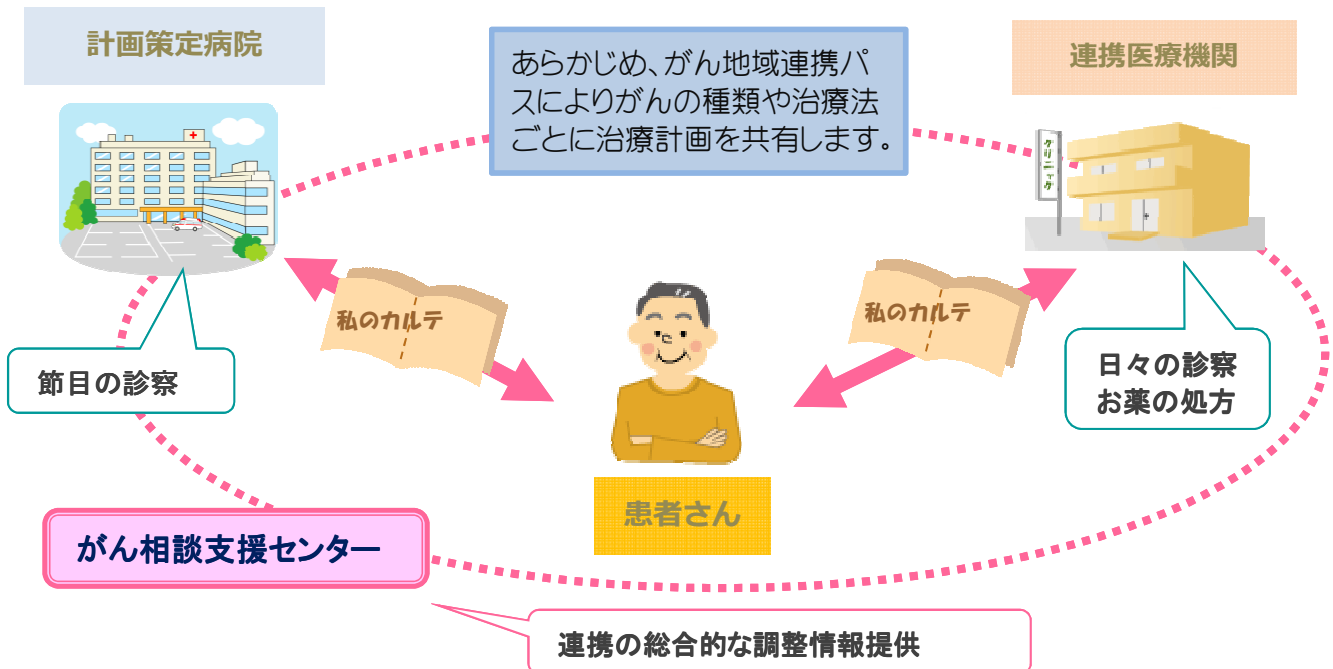 計画策定病院
あらかじめ、がん地域連携パ
スによりがんの種類や治療法
ごとに治療計画を共有します。
連携医療機関
クリニック
私のカルテ
私のカルテ
節目の診察
日々の診察
お薬の処方
患者さん
がん相談支援センター
連携の総合的な調整情報提供